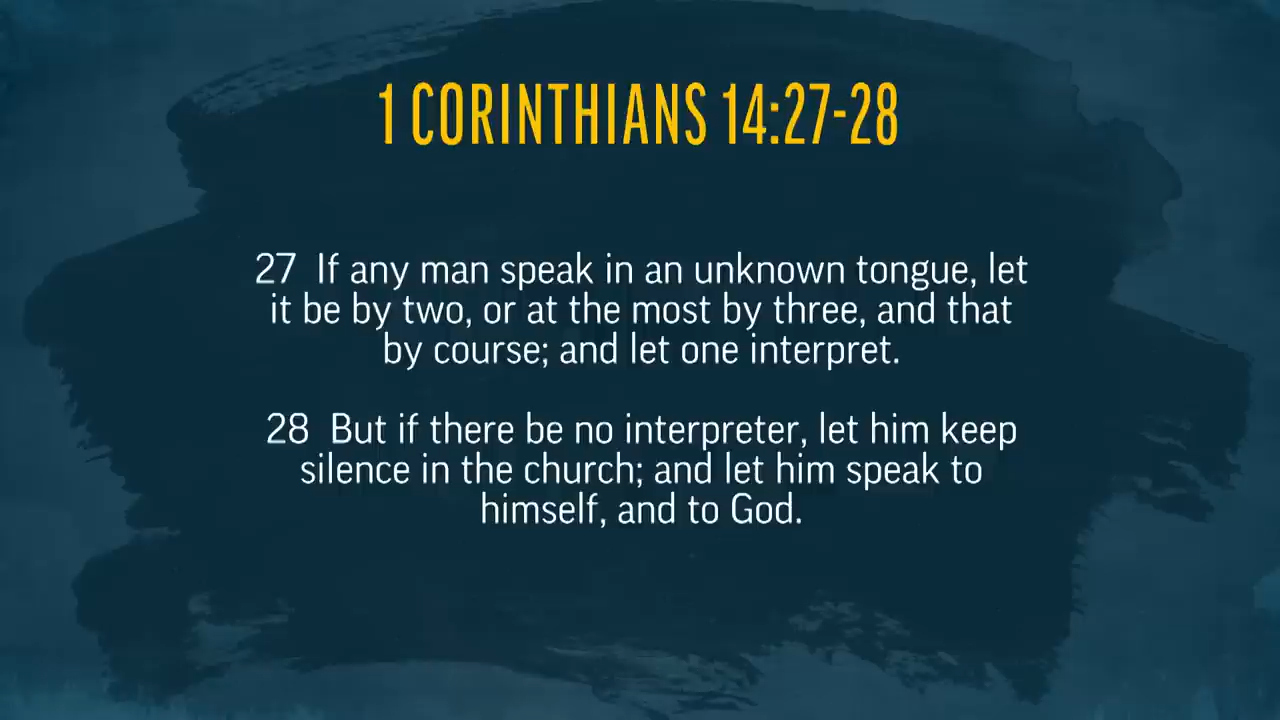 1 CORINTHIANS 14:27-28
27 If any man speak in an unknown tongue, let
it be by two, or at the most by three, and that
by course; and let one interpret.
28 But if there be no interpreter, let him keep
silence in the church; and let him speak to
himself, and to God.